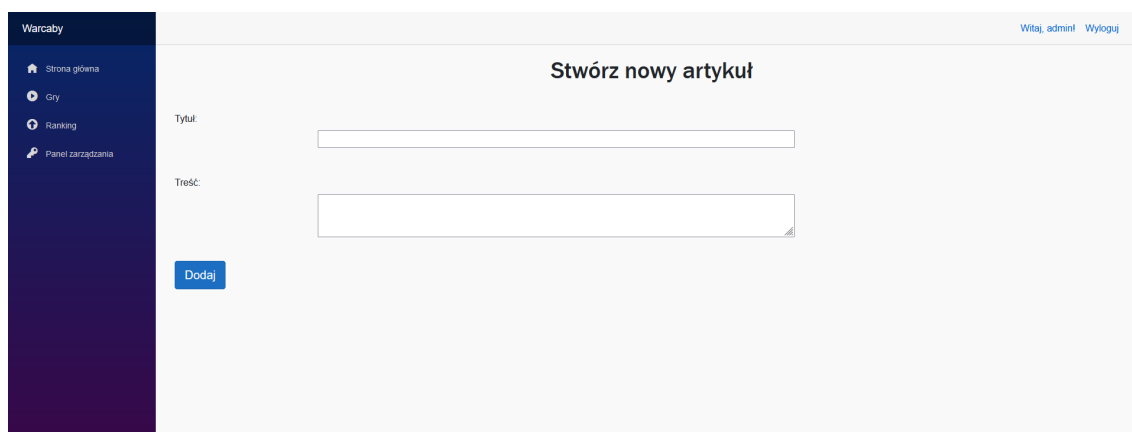 Warcaby
Witaj, admin! Wyloguj
Strona główna
Gry
Ranking
Panel zarządzania
Stwórz nowy artykuł
Tytuł:
Treść:
Dodaj